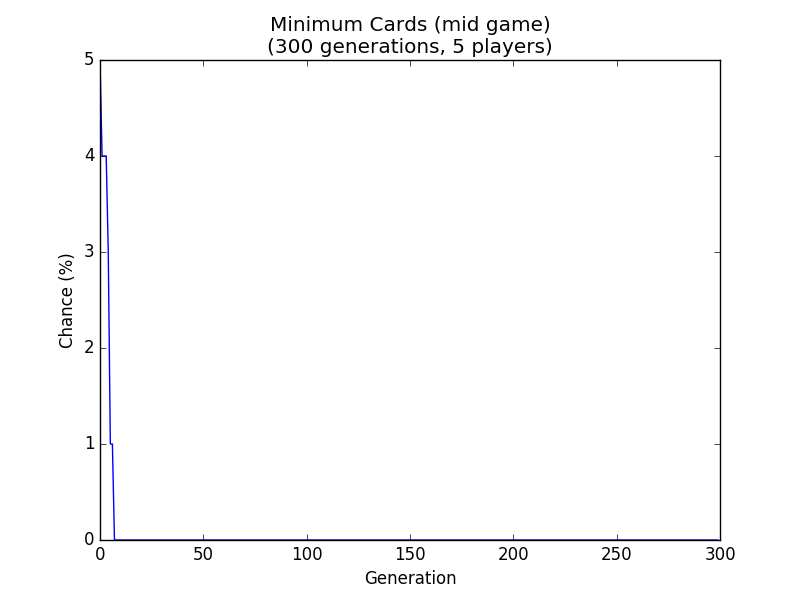 Minimum Cards (mid game)
(300 generations, 5 players)
5
4
3
2
1
0
Chance (%)
0 50 100 150 200 250 300
Generation